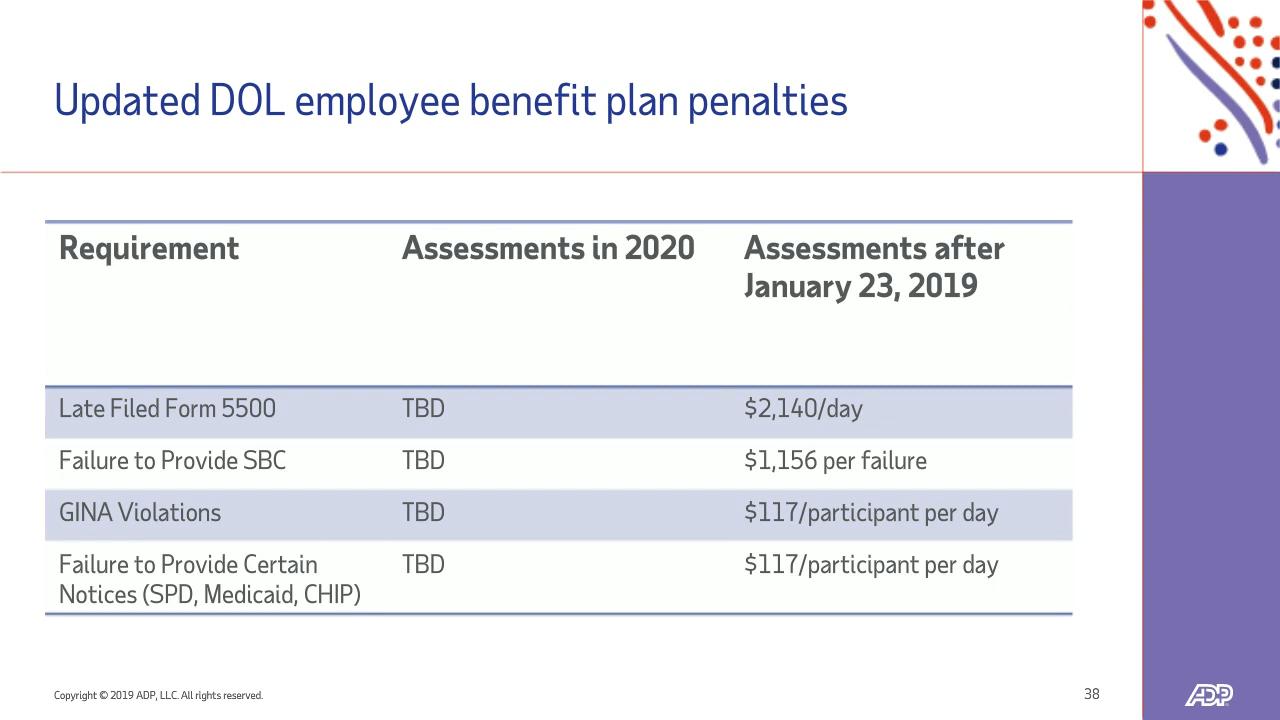 Updated DOL employee benefit plan penalties
Requirement
Assessments in 2020
Assessments after
January 23, 2019
Late Filed Form 5500
TBD
$2,140/day
Failure to Provide SBC
TBD
$1,156 per failure
GINA Violations
TBD
$117/participant per day
Failure to Provide Certain
Notices (SPD, Medicaid, CHIP)
TBD
$117/participant per day
Copyright © 2019 ADP, LLC. All rights reserved.
38
ADP